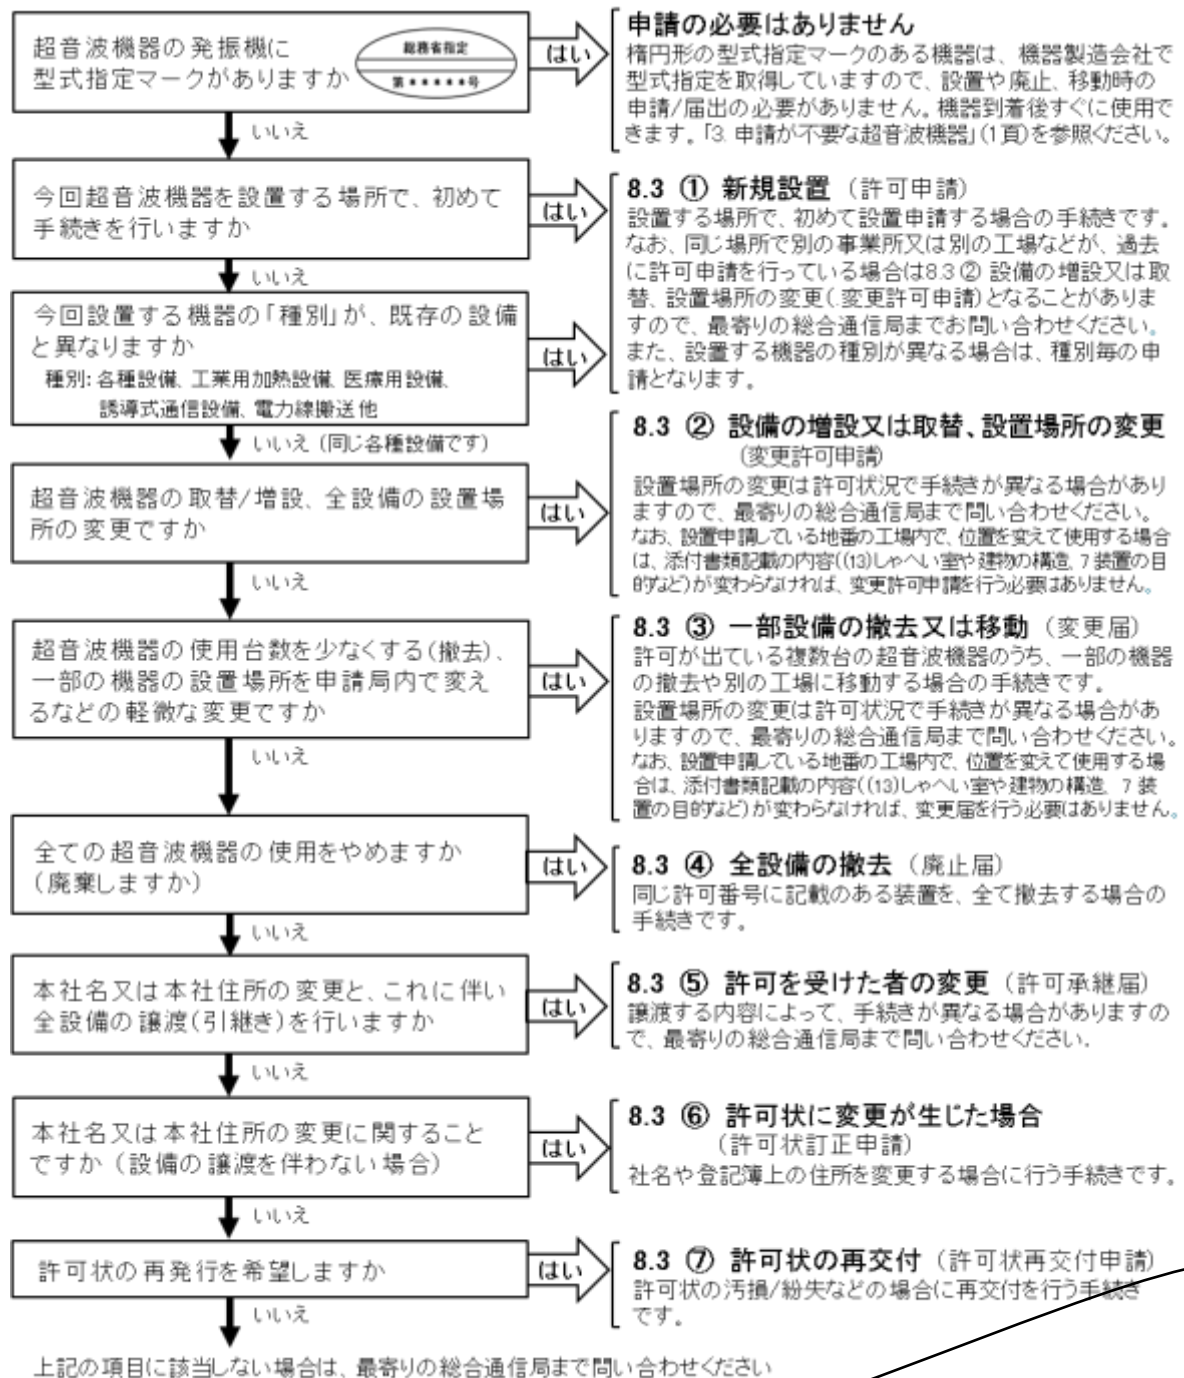 超音波機器の発振機に
型式指定マークがありますか
総務省指定
第*****号
はい
申請の必要はありません
楕円形の型式指定マークのある機器は、機器製造会社で
型式指定を取得していますので、設置や廃止、移動時の
申請/届出の必要がありません。機器到着後すぐに使用で
きます。「3. 申請が不要な超音波機器」(1頁)を参照ください。
いいえ
今回超音波機器を設置する場所で、初めて
手続きを行いますか
はい
8.3 ① 新規設置 (許可申請)
設置する場所で、初めて設置申請する場合の手続きです。
なお、同じ場所で別の事業所又は別の工場などが、過去
に許可申請を行っている場合は8.3② 設備の増設又は取
替、設置場所の変更(変更許可申請)となることがありま
すので、最寄りの総合通信局までお問い合わせください。
また、設置する機器の種別が異なる場合は、種別毎の申
請となります。
いいえ
今回設置する機器の「種別」が、既存の設備
と異なりますか
種別: 各種設備、工業用加熱設備、医療用設備、
誘導式通信設備、電力線搬送他
はい
いいえ (同じ各種設備です)
超音波機器の取替/増設、全設備の設置場
所の変更ですか
はい
8.3 ② 設備の増設又は取替、設置場所の変更
(変更許可申請)
設置場所の変更は許可状況で手続きが異なる場合があり
ますので、最寄りの総合通信局まで問い合わせください。
なお、設置申請している地番の工場内で、位置を変えて使用する場合
は、添付書類記載の内容((13)しゃへい室や建物の構造、7 装置の目
的など)が変わらなければ、変更許可申請を行う必要はありません。
いいえ
超音波機器の使用台数を少なくする(撤去)、
一部の機器の設置場所を申請局内で変え
るなどの軽微な変更ですか
はい
8.3 ③ 一部設備の撤去又は移動 (変更届)
許可が出ている複数台の超音波機器のうち、一部の機器
の撤去や別の工場に移動する場合の手続きです。
設置場所の変更は許可状況で手続きが異なる場合があ
りますので、最寄りの総合通信局まで問い合わせください。
なお、設置申請している地番の工場内で、位置を変えて使用する場
合は、添付書類記載の内容((13)しゃへい室や建物の構造、7 装
置の目的など)が変わらなければ、変更届を行う必要はありません。
いいえ
全ての超音波機器の使用をやめますか
(廃棄しますか)
はい
8.3 ④ 全設備の撤去 (廃止届)
同じ許可番号に記載のある装置を、全て撤去する場合の
手続きです。
いいえ
本社名又は本社住所の変更と、これに伴い
全設備の譲渡(引継ぎ)を行いますか
はい
8.3 ⑤ 許可を受けた者の変更 (許可承継届)
譲渡する内容によって、手続きが異なる場合がありますの
で、最寄りの総合通信局まで問い合わせください。
いいえ
本社名又は本社住所の変更に関すること
ですか (設備の譲渡を伴わない場合)
はい
8.3 ⑥ 許可状に変更が生じた場合
(許可状訂正申請)
社名や登記簿上の住所を変更する場合に行う手続きです。
いいえ
許可状の再発行を希望しますか
はい
8.3 ⑦ 許可状の再交付 (許可状再交付申請)
許可状の汚損/紛失などの場合に再交付を行う手続き
です。
いいえ
上記の項目に該当しない場合は、最寄りの総合通信局まで問い合わせください